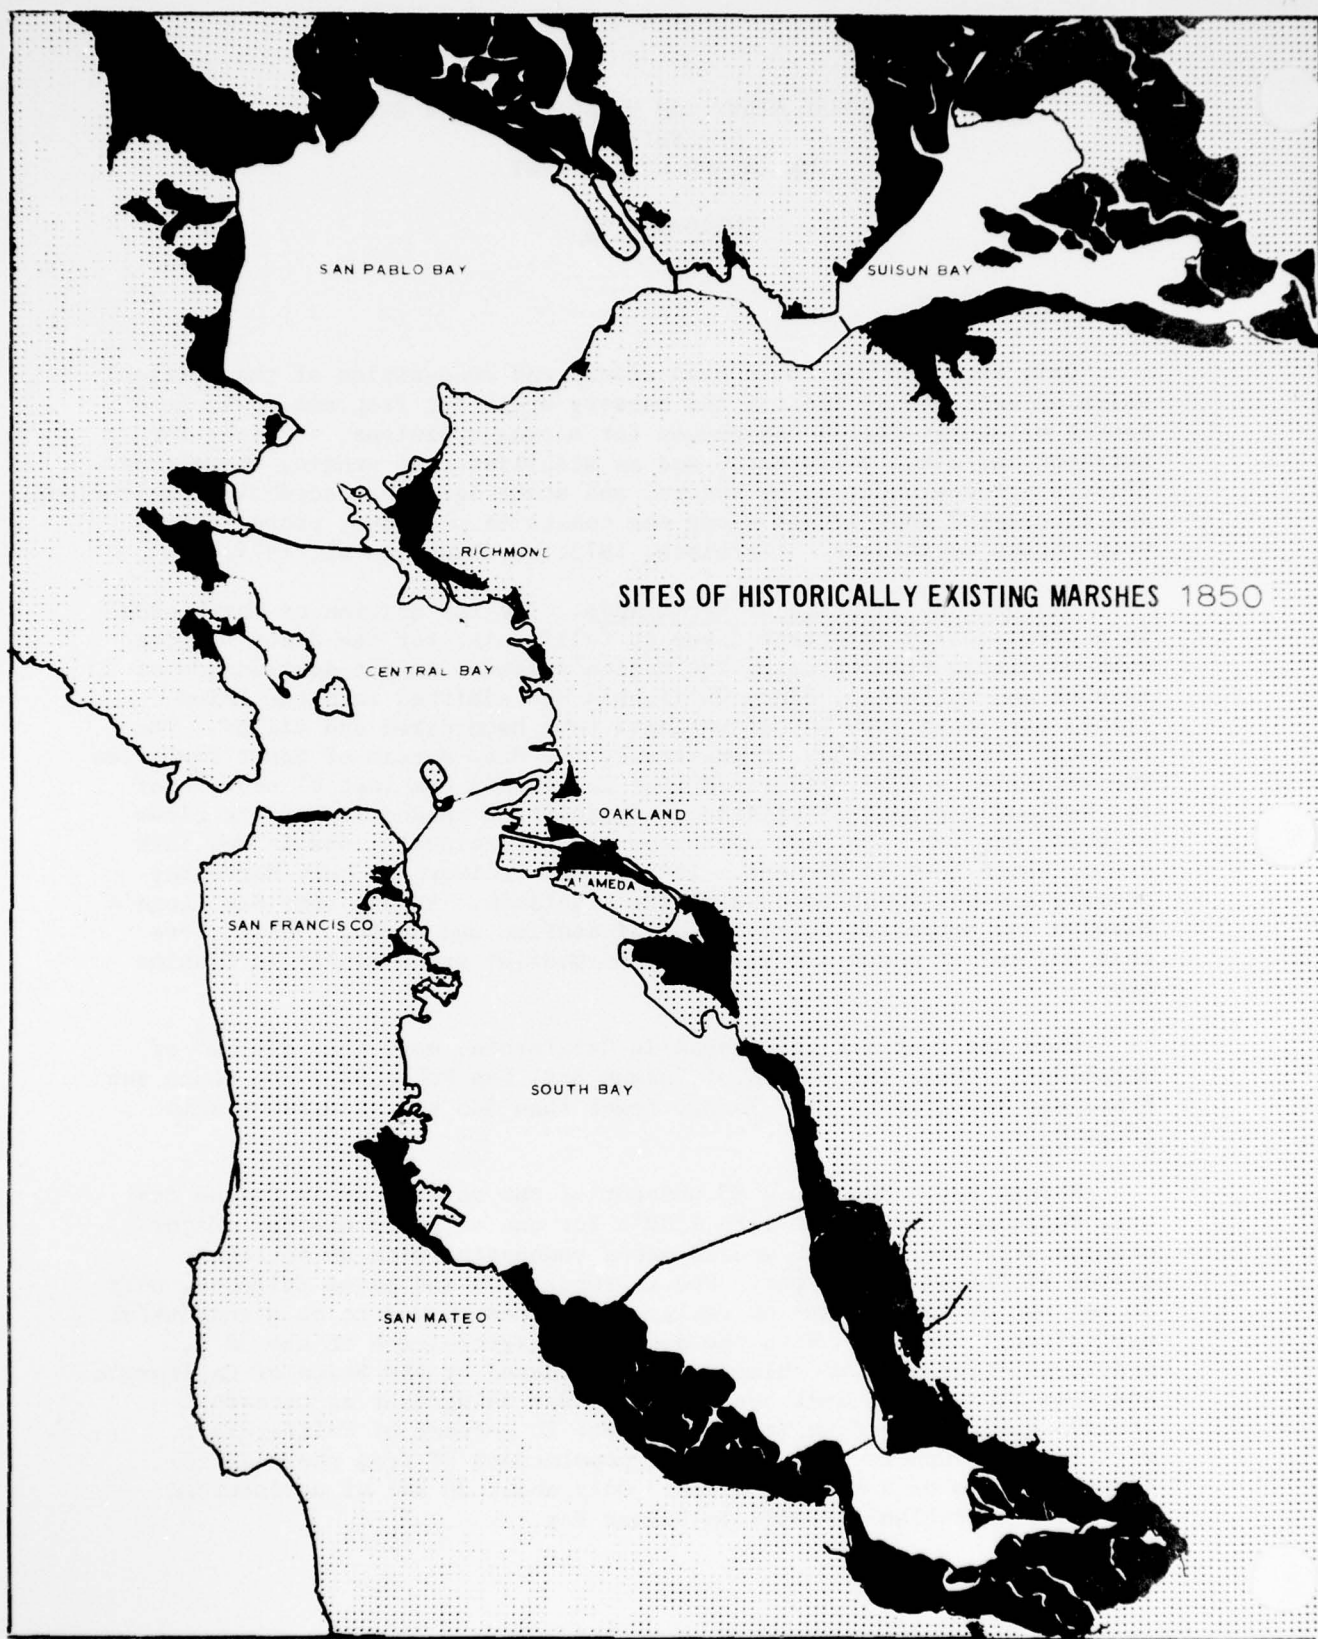 SAN PABLO BAY
SUISUN BAY
RICHMOND
SITES OF HISTORICALLY EXISTING MARSHES 1850
CENTRAL BAY
OAKLAND
ALAMEDA
SAN FRANCISCO
SOUTH BAY
SAN MATEO